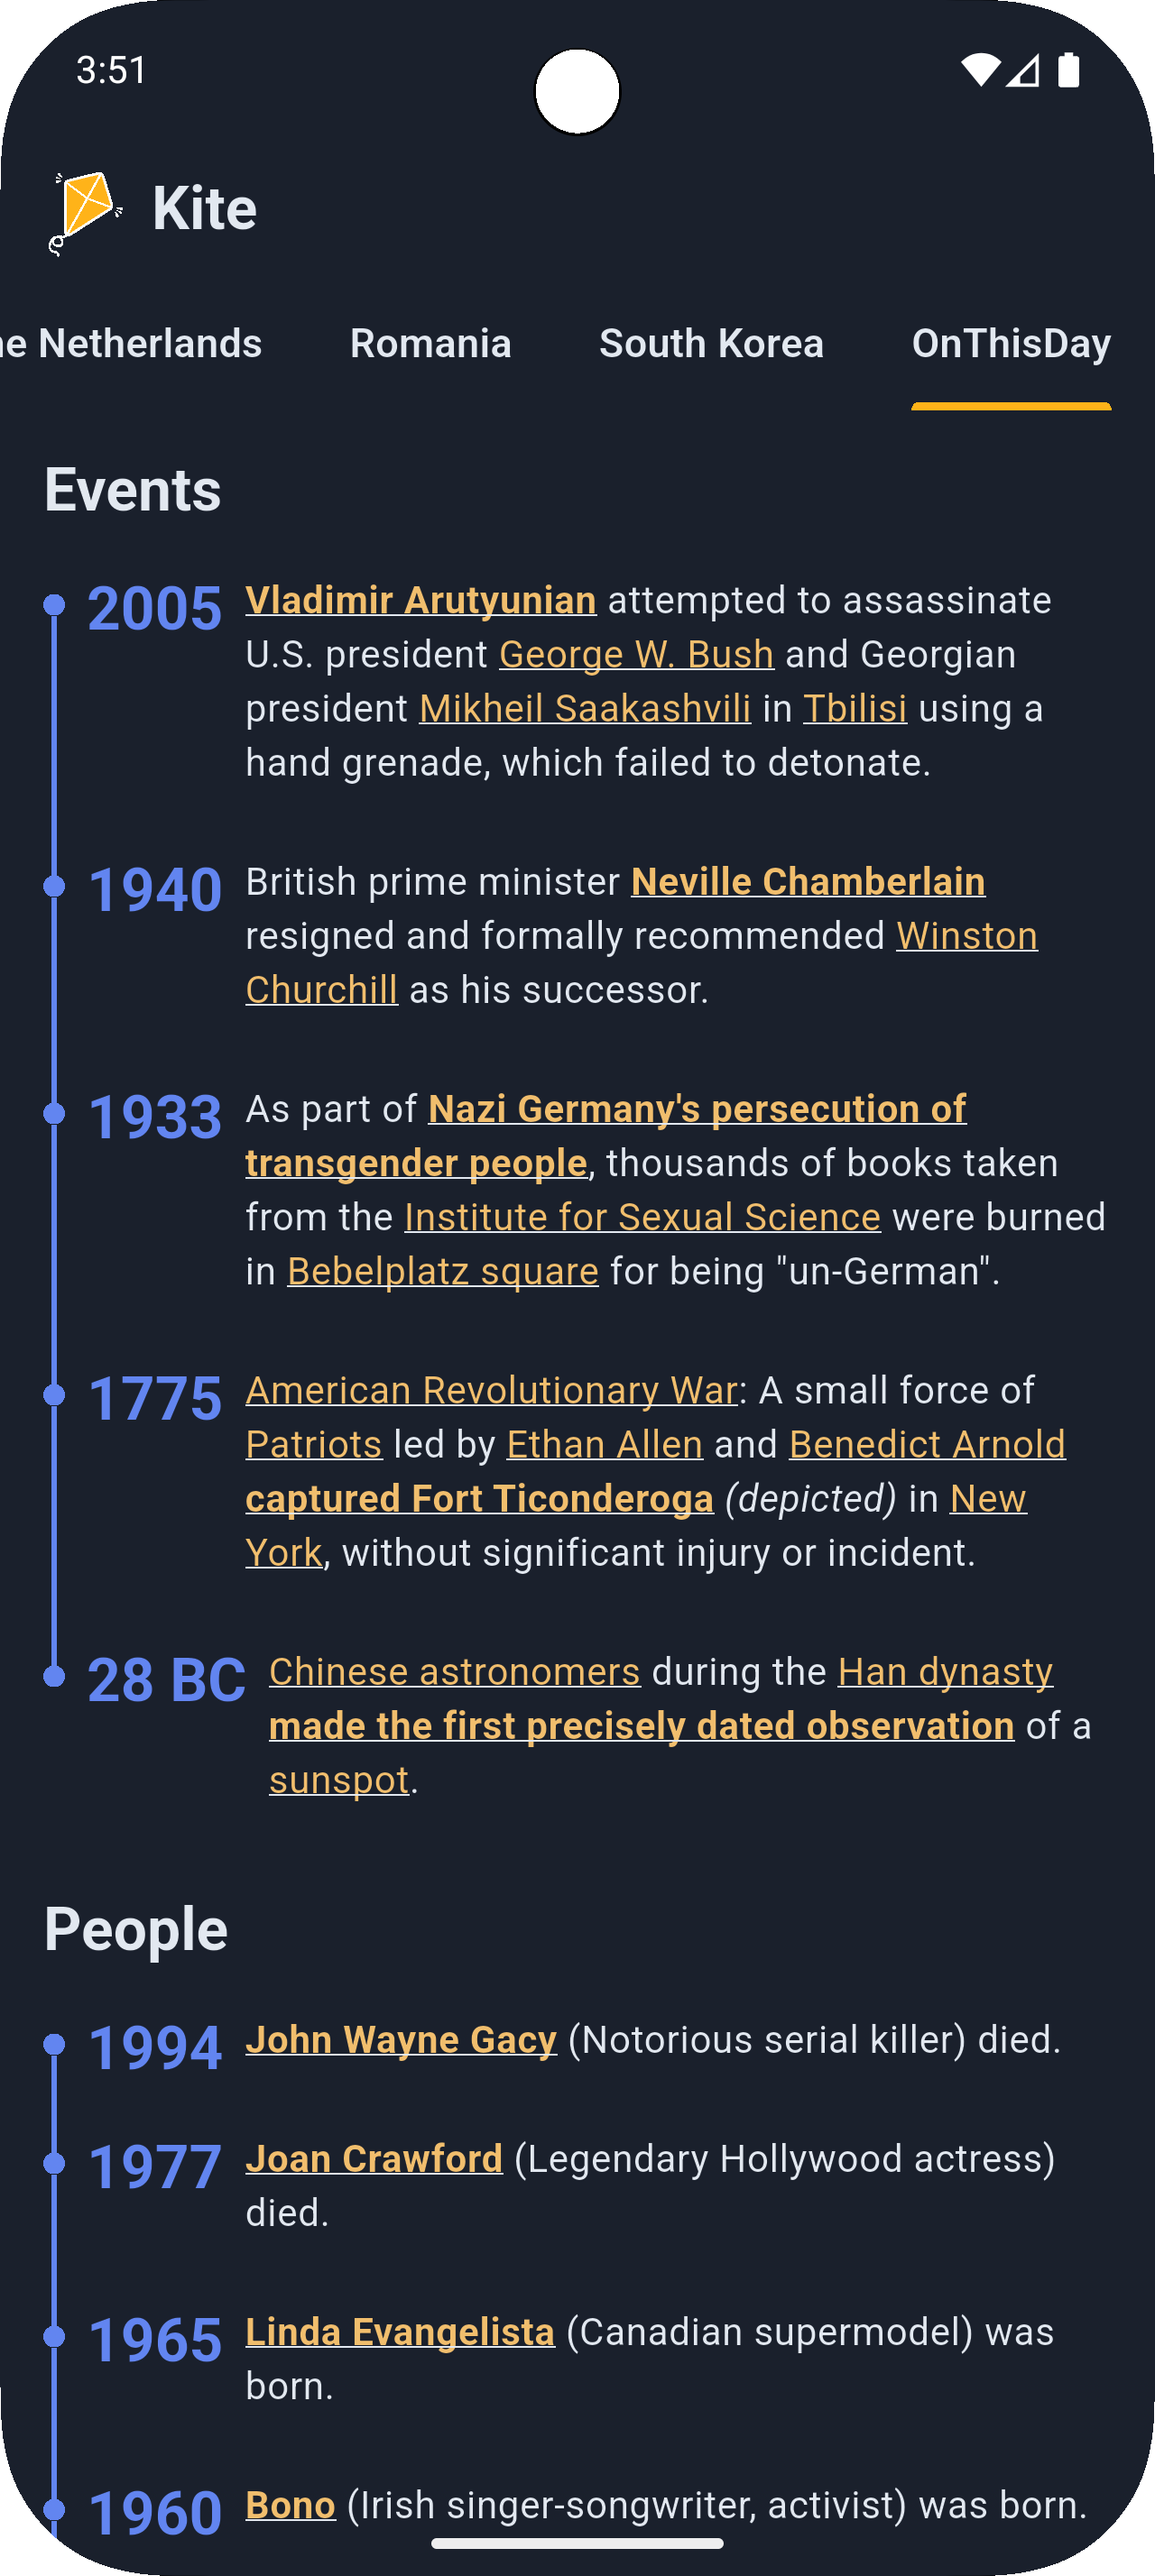 3:51
Kite
ne Netherlands Romania South Korea OnThisDay
Events
2005 Vladimir Arutyunian attempted to assassinate
U.S. president George W. Bush and Georgian
president Mikheil Saakashvili in Tbilisi using a
hand grenade, which failed to detonate.
1940 British prime minister Neville Chamberlain
resigned and formally recommended Winston
Churchill as his successor.
1933 As part of Nazi Germany's persecution of
transgender people, thousands of books taken
from the Institute for Sexual Science were burned
in Bebelplatz square for being "un-German".
1775 American Revolutionary War: A small force of
Patriots led by Ethan Allen and Benedict Arnold
captured Fort Ticonderoga (depicted) in New
York, without significant injury or incident.
28 BC Chinese astronomers during the Han dynasty
made the first precisely dated observation of a
sunspot.
People
1994 John Wayne Gacy (Notorious serial killer) died.
1977 Joan Crawford (Legendary Hollywood actress)
died.
1965 Linda Evangelista (Canadian supermodel) was
born.
1960 Bono (Irish singer-songwriter, activist) was born.